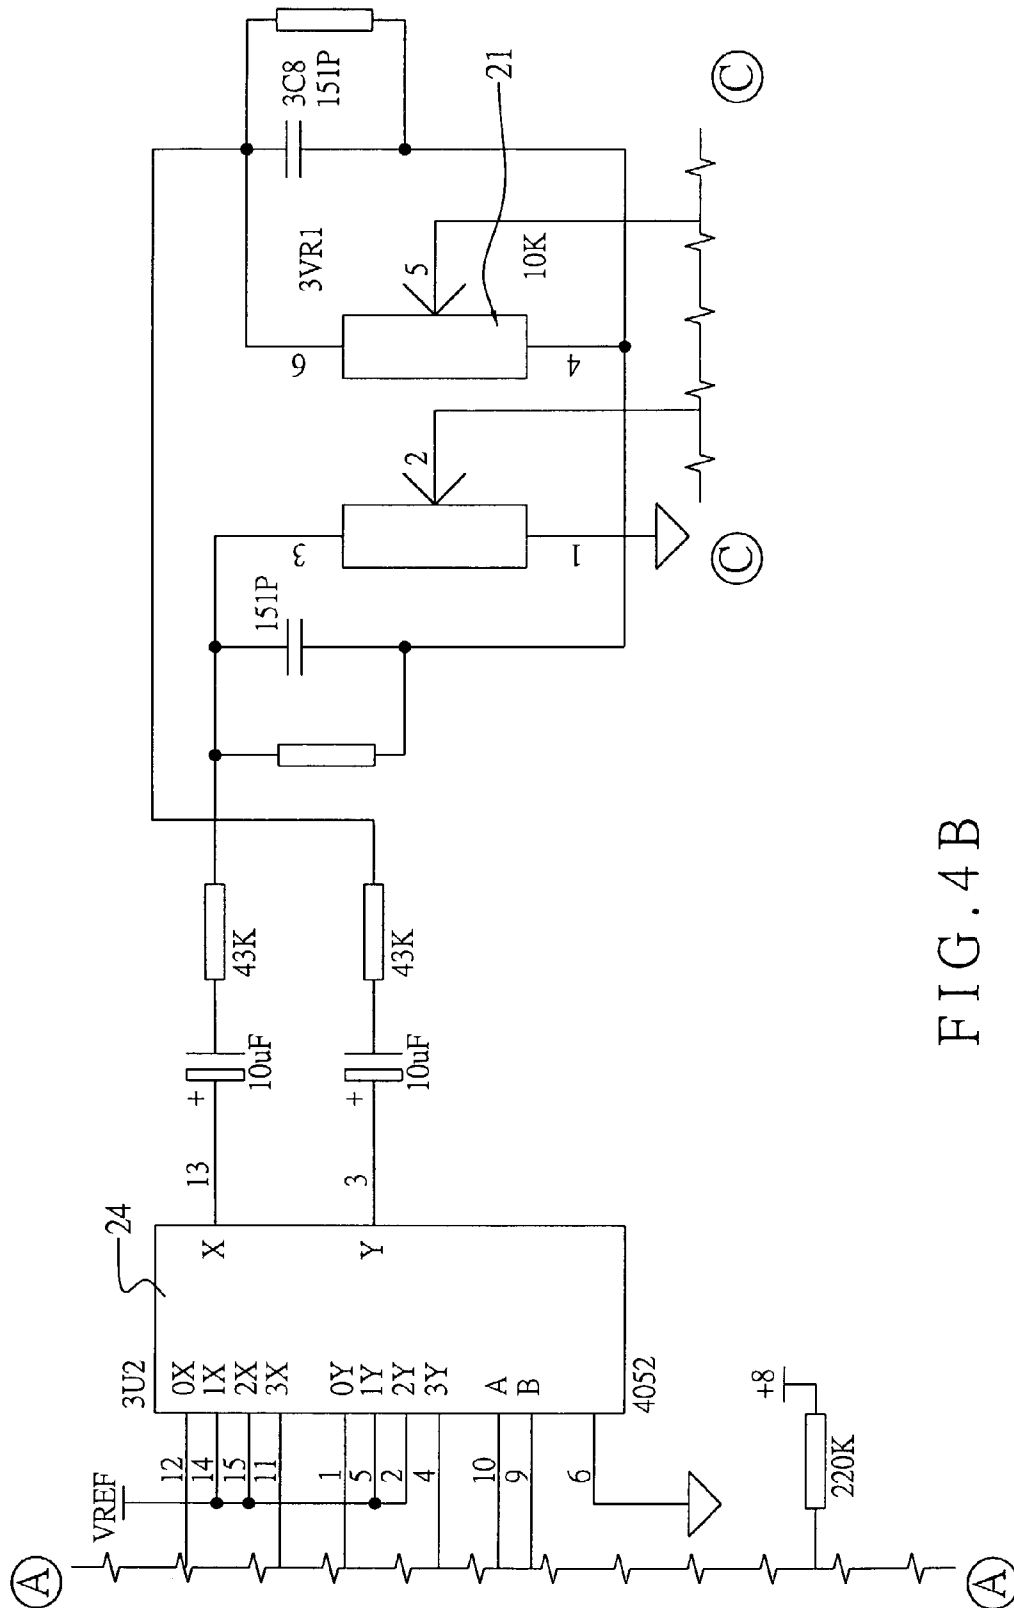 A
VREF
12
14
15
11
1
5
2
4
10
9
6
3U2
0X
1X
2X
3X
0Y
1Y
2Y
3Y
A
B
4052
X
Y
24
13
3
+
10uF
+
10uF
43K
43K
151P
3
2
1
3VR1
6
5
4
10K
21
3C8
151P
C
C
+8
220K
A
FIG. 4B